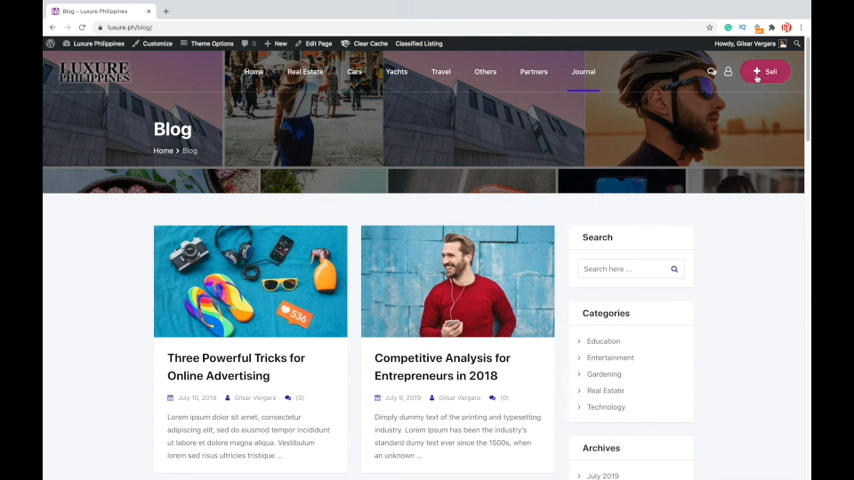 Blog – Luxure Philippines
luxure.ph/blog/
Luxure Philippines Customize Theme Options 0 New Edit Page Clear Cache Classified Listing Howdy, Gilsar Vergara
LUXURE
PHILIPPINES
Home Real Estate Cars Yachts Travel Others Partners Journal Sell
Blog
Home > Blog
536
Three Powerful Tricks for
Online Advertising
July 10, 2019 Gilsar Vergara (0)
Lorem ipsum dolor sit amet, consectetur
adipiscing elit, sed do eiusmod tempor incididunt
ut labore et dolore magna aliqua. Vestibulum
lorem sed risus ultricies tristique ...
Competitive Analysis for
Entrepreneurs in 2018
July 9, 2019 Gilsar Vergara (0)
Dimply dummy text of the printing and typesetting
industry. Lorem Ipsum has been the industry's
standard dumy text ever since the 1500s, when
an unknown ...
Search
Search here ...
Categories
Education
Entertainment
Gardening
Real Estate
Technology
Archives
July 2019